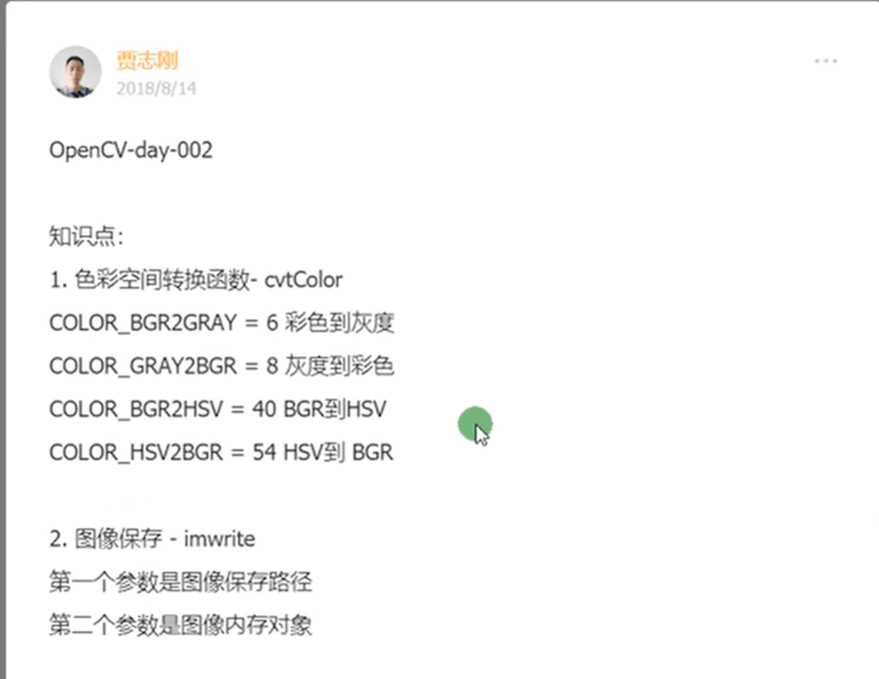 贾志刚
2018/8/14
OpenCV-day-002
知识点：
1. 色彩空间转换函数- cvtColor
COLOR_BGR2GRAY = 6 彩色到灰度
COLOR_GRAY2BGR = 8 灰度到彩色
COLOR_BGR2HSV = 40 BGR到HSV
COLOR_HSV2BGR = 54 HSV到 BGR
2. 图像保存 - imwrite
第一个参数是图像保存路径
第二个参数是图像内存对象